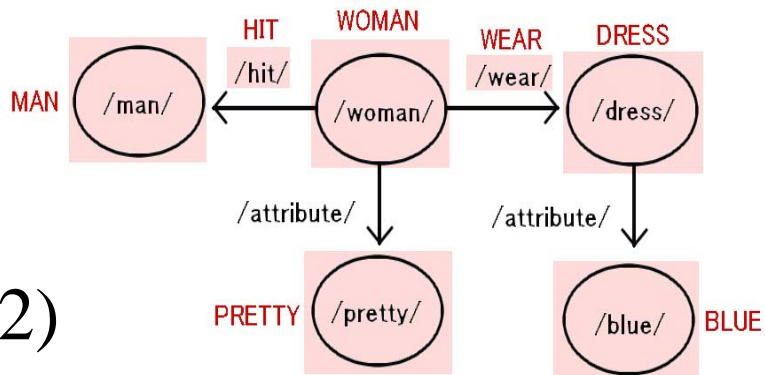 HIT
WOMAN
WEAR
DRESS
/hit/
/wear/
MAN
/man/
/woman/
/dress/
/attribute/
/attribute/
2)
PRETTY
/pretty/
/blue/
BLUE